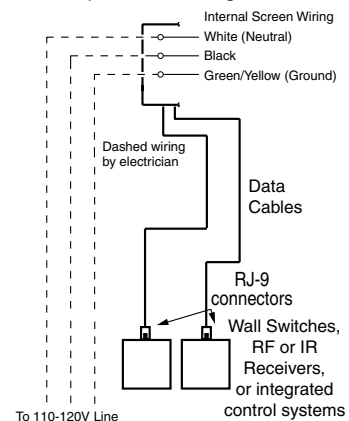 Internal Screen Wiring
White (Neutral)
Black
Green/Yellow (Ground)
Dashed wiring
by electrician
Data
Cables
RJ-9
connectors
Wall Switches,
RF or IR
Receivers,
or integrated
control systems
To 110-120V Line